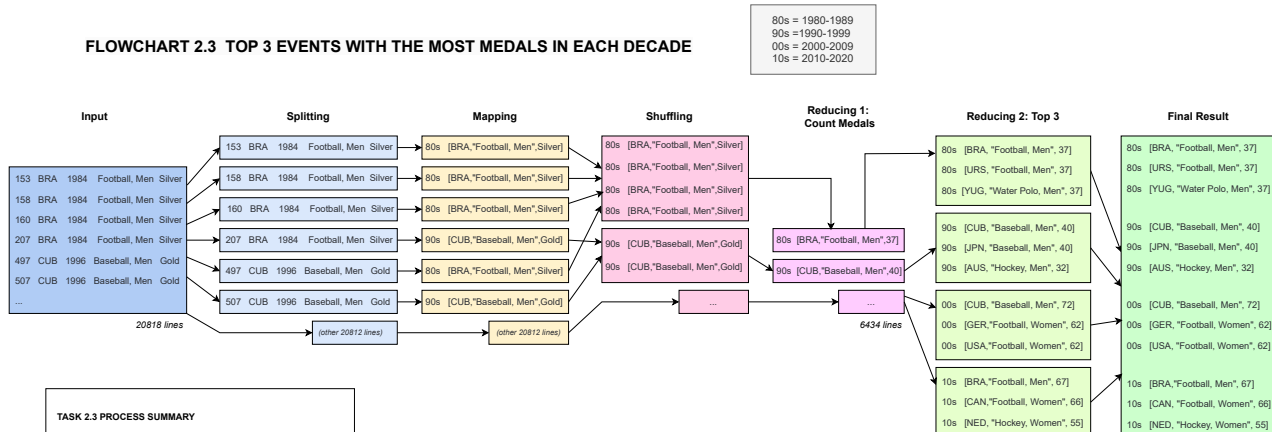 80s = 1980-1989
90s =1990-1999
00s = 2000-2009
10s = 2010-2020
FLOWCHART 2.3 TOP 3 EVENTS WITH THE MOST MEDALS IN EACH DECADE
Input
153 BRA 1984 Football, Men Silver
158 BRA 1984 Football, Men Silver
160 BRA 1984 Football, Men Silver
207 BRA 1984 Football, Men Silver
497 CUB 1996 Baseball, Men Gold
507 CUB 1996 Baseball, Men Gold
...
20818 lines
Splitting
153 BRA 1984 Football, Men Silver
158 BRA 1984 Football, Men Silver
160 BRA 1984 Football, Men Silver
207 BRA 1984 Football, Men Silver
497 CUB 1996 Baseball, Men Gold
507 CUB 1996 Baseball, Men Gold
(other 20812 lines)
Mapping
80s [BRA,"Football, Men",Silver]
80s [BRA,"Football, Men",Silver]
80s [BRA,"Football, Men",Silver]
90s [CUB,"Baseball, Men",Gold]
80s [BRA,"Football, Men",Silver]
90s [CUB,"Baseball, Men",Gold]
(other 20812 lines)
Shuffling
80s [BRA,"Football, Men",Silver]
80s [BRA,"Football, Men",Silver]
80s [BRA,"Football, Men",Silver]
80s [BRA,"Football, Men",Silver]
90s [CUB,"Baseball, Men",Gold]
90s [CUB,"Baseball, Men",Gold]
...
Reducing 1:
Count Medals
80s [BRA,"Football, Men",37]
90s [CUB,"Baseball, Men",40]
...
6434 lines
Reducing 2: Top 3
80s [BRA, "Football, Men", 37]
80s [URS, "Football, Men", 37]
80s [YUG, "Water Polo, Men", 37]
90s [CUB, "Baseball, Men", 40]
90s [JPN, "Baseball, Men", 40]
90s [AUS, "Hockey, Men", 32]
00s [CUB, "Baseball, Men", 72]
00s [GER,"Football, Women", 62]
00s [USA,"Football, Women", 62]
10s [BRA,"Football, Men", 67]
10s [CAN,"Football, Women", 66]
10s [NED, "Hockey, Women", 55]
Final Result
80s [BRA, "Football, Men", 37]
80s [URS, "Football, Men", 37]
80s [YUG, "Water Polo, Men", 37]
90s [CUB, "Baseball, Men", 40]
90s [JPN, "Baseball, Men", 40]
90s [AUS, "Hockey, Men", 32]
00s [CUB, "Baseball, Men", 72]
00s [GER, "Football, Women", 62]
00s [USA, "Football, Women", 62]
10s [BRA,"Football, Men", 67]
10s [CAN, "Football, Women", 66]
10s [NED, "Hockey, Women", 55]
TASK 2.3 PROCESS SUMMARY